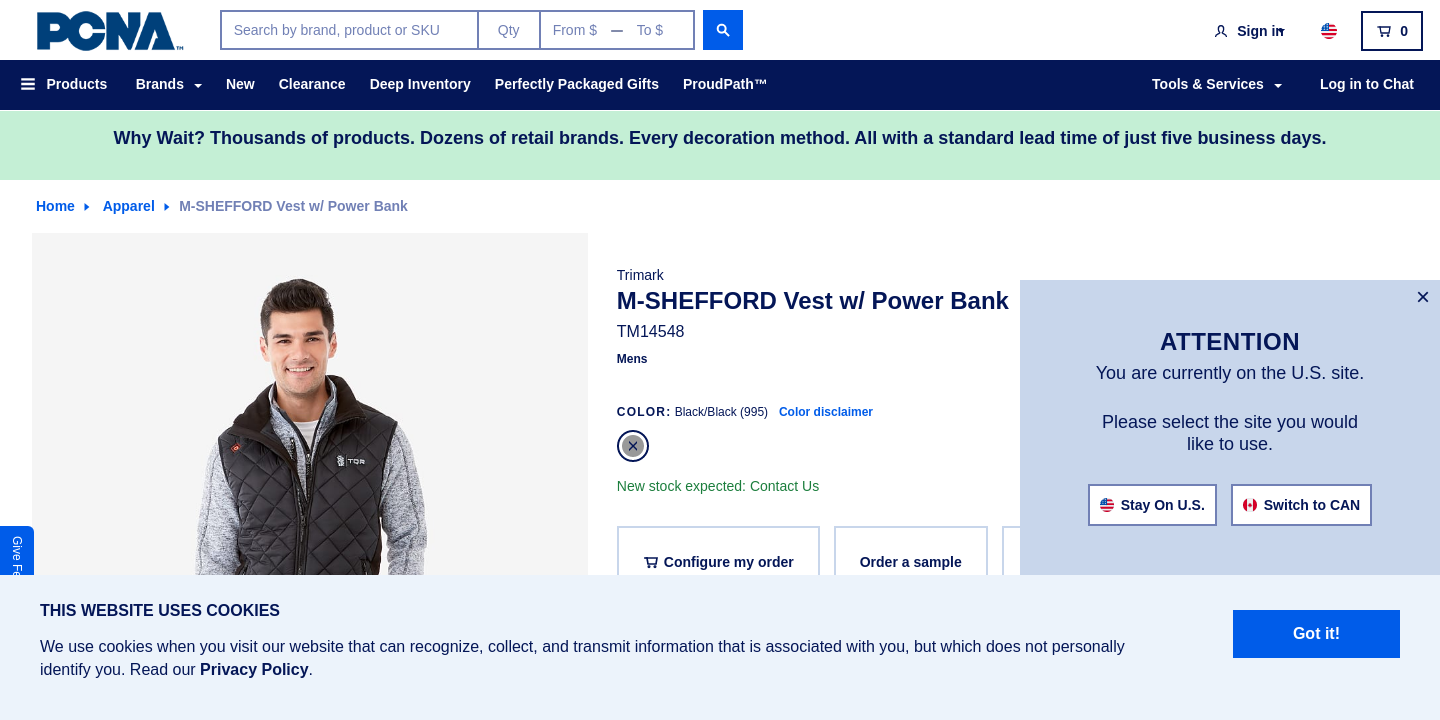 PCNA™
Search by brand, product or SKU
Qty
From $ — To $
Sign in
0
Products
Brands
New
Clearance
Deep Inventory
Perfectly Packaged Gifts
ProudPath™
Tools & Services
Log in to Chat
Why Wait? Thousands of products. Dozens of retail brands. Every decoration method. All with a standard lead time of just five business days.
Home
Apparel
M-SHEFFORD Vest w/ Power Bank
Trimark
M-SHEFFORD Vest w/ Power Bank
TM14548
Mens
COLOR: Black/Black (995) Color disclaimer
New stock expected: Contact Us
Configure my order
Order a sample
TQR
×
ATTENTION
You are currently on the U.S. site.
Please select the site you would
like to use.
Stay On U.S.
Switch to CAN
Give Fe
THIS WEBSITE USES COOKIES
We use cookies when you visit our website that can recognize, collect, and transmit information that is associated with you, but which does not personally
identify you. Read our Privacy Policy.
Got it!